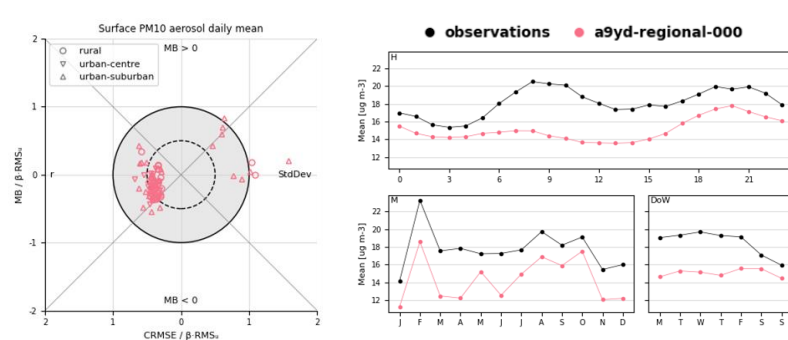 Surface PM10 aerosol daily mean
MB > 0
rural
urban-centre
urban-suburban
2
1
0
-1
-2
r
StdDev
MB < 0
MB / β·RMSᵤ
2 1 0 1 2
CRMSE / β·RMSᵤ
observations a9yd-regional-000
H
Mean [ug m-3]
22
20
18
16
14
12
0 3 6 9 12 15 18 21
M
Mean [ug m-3]
22
20
18
16
14
12
J F M A M J J A S O N D
DoW
M T W T F S S